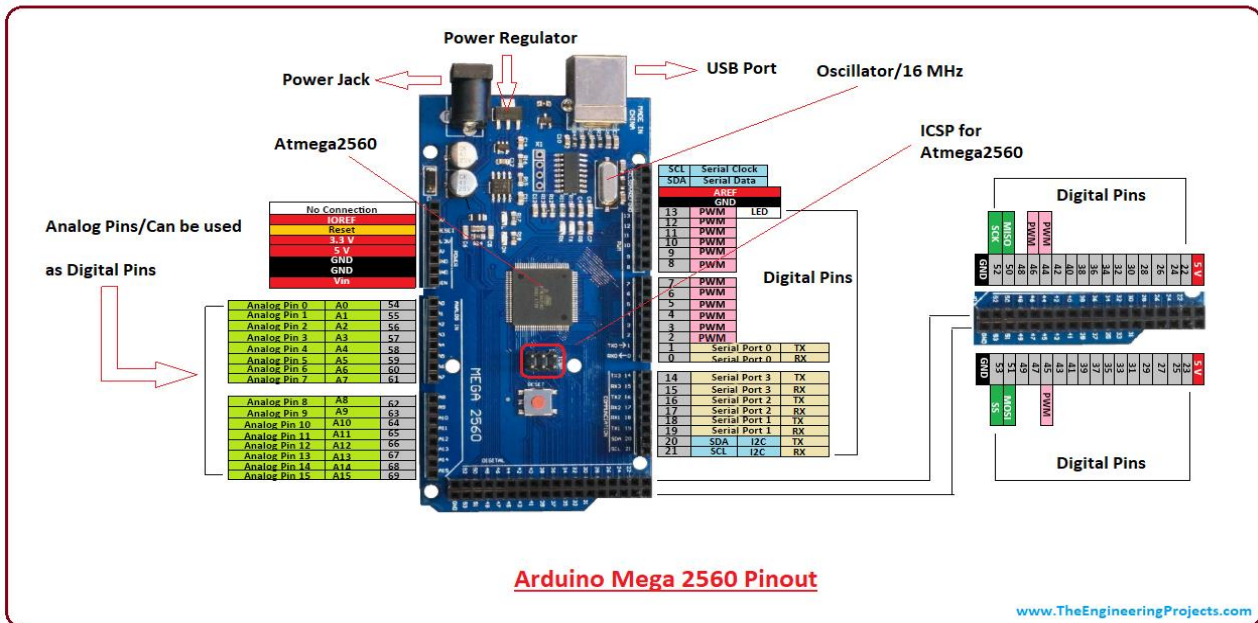 Power Regulator
Power Jack
USB Port
Oscillator/16 MHz
Atmega2560
ICSP for
Atmega2560
Analog Pins/Can be used
as Digital Pins
No Connection
IOREF
Reset
3.3 V
5 V
GND
GND
Vin
Analog Pin 0 A0 54
Analog Pin 1 A1 55
Analog Pin 2 A2 56
Analog Pin 3 A3 57
Analog Pin 4 A4 58
Analog Pin 5 A5 59
Analog Pin 6 A6 60
Analog Pin 7 A7 61
Analog Pin 8 A8 62
Analog Pin 9 A9 63
Analog Pin 10 A10 64
Analog Pin 11 A11 65
Analog Pin 12 A12 66
Analog Pin 13 A13 67
Analog Pin 14 A14 68
Analog Pin 15 A15 69
MADE IN
CHINA
RESET
MEGA 2560
COMMUNICATION
DIGITAL
SCL Serial Clock
SDA Serial Data
AREF
GND
13 PWM LED
12 PWM
11 PWM
10 PWM
9 PWM
8 PWM
7 PWM
6 PWM
5 PWM
4 PWM
3 PWM
2 PWM
1 Serial Port 0 TX
0 Serial Port 0 RX
14 Serial Port 3 TX
15 Serial Port 3 RX
16 Serial Port 2 TX
17 Serial Port 2 RX
18 Serial Port 1 TX
19 Serial Port 1 RX
20 SDA I2C TX
21 SCL I2C RX
Digital Pins
Digital Pins
SCK MISO PWM PWM
GND 52 50 48 46 44 42 40 38 36 34 32 30 28 26 24 22 5 V
GND 53 51 49 47 45 43 41 39 37 35 33 31 29 27 25 23 5 V
SS MOSI PWM
Digital Pins
Arduino Mega 2560 Pinout
www.TheEngineeringProjects.com